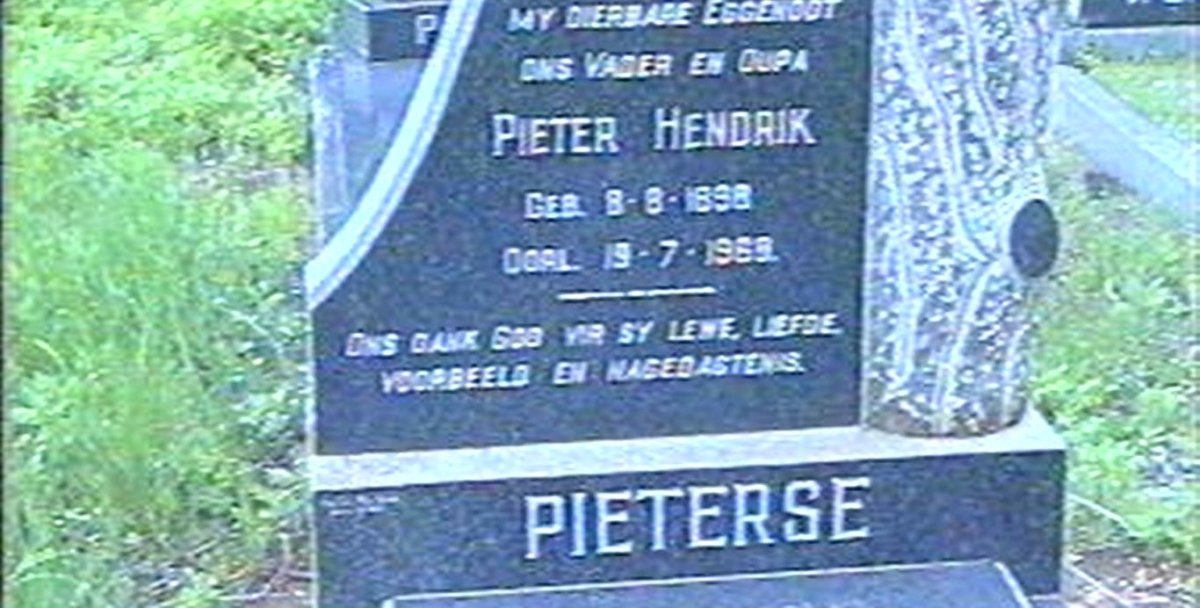 MY DIERBARE EGGENOOT
ONS VADER EN OUPA
PIETER HENDRIK
GEB. 8-8-1898
OORL. 19-7-1969.
ONS DANK GOD VIR SY LEWE, LIEFDE.
VOORBEELD EN NAGEDAGTENIS.
PIETERSE